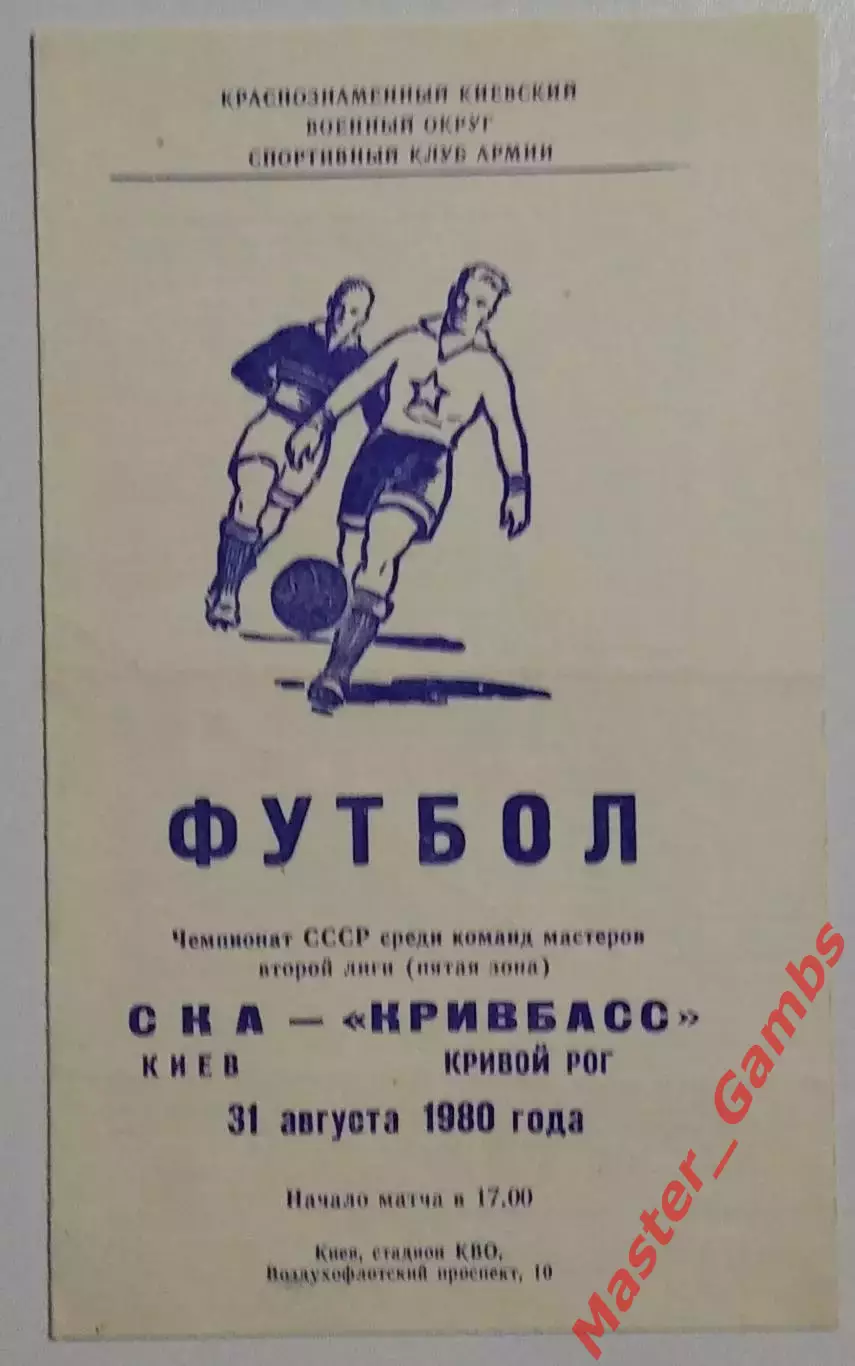 КРАСНОЗНАМЕННЫЙ КИЕВСКИЙ
ВОЕННЫЙ ОКРУГ
СПОРТИВНЫЙ КЛУБ АРМИИ
ФУТБОЛ
Чемпионат СССР среди команд мастеров
второй лиги (пятая зона)
СКА — «КРИВБАСС»
КИЕВ КРИВОЙ РОГ
31 августа 1980 года
Начало матча в 17.00
Киев, стадион КВО,
Воздухофлотский проспект, 10
Master_Gambs